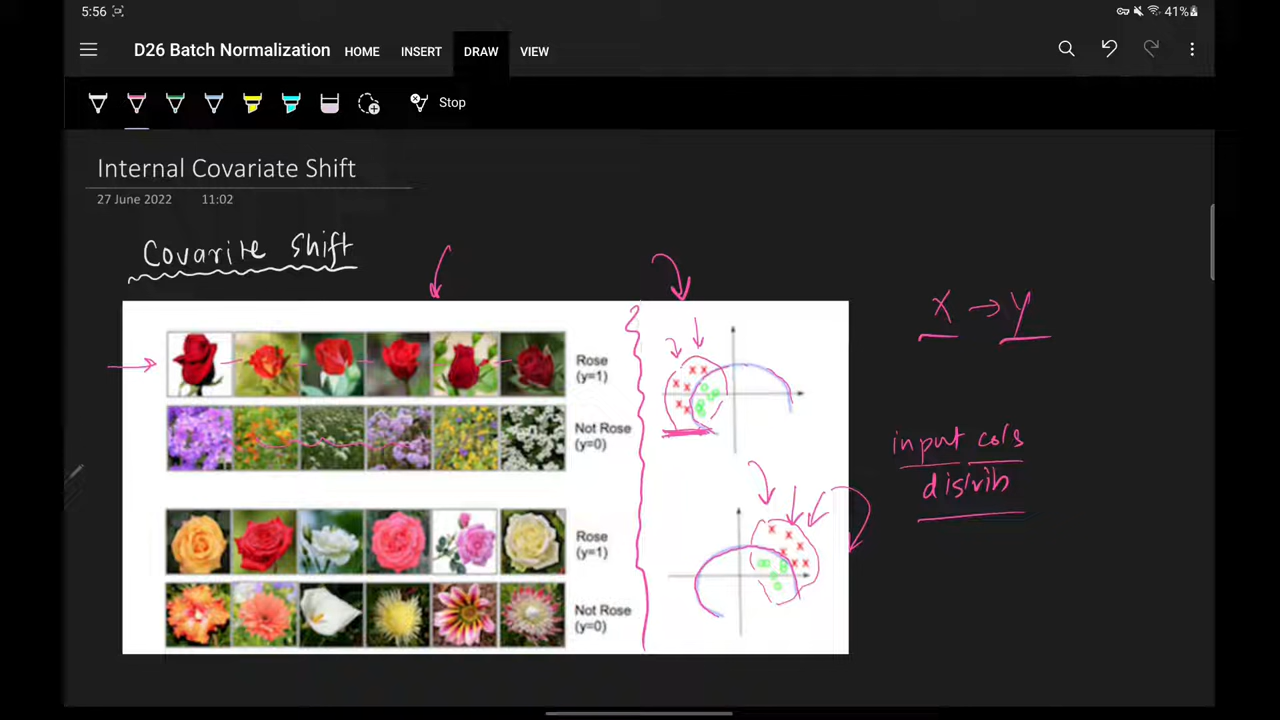 5:56
41%
D26 Batch Normalization HOME INSERT DRAW VIEW
Stop
Internal Covariate Shift
27 June 2022 11:02
Covarite Shift
Rose
(y=1)
Not Rose
(y=0)
Rose
(y=1)
Not Rose
(y=0)
x x
x x
x x
x x
x x
x x
X → Y
input cols
distrib